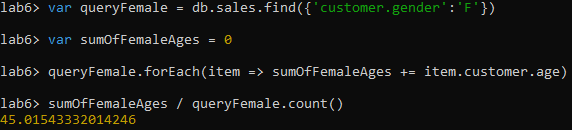 lab6> var queryFemale = db.sales.find({'customer.gender':'F'})
lab6> var sumOfFemaleAges = 0
lab6> queryFemale.forEach(item => sumOfFemaleAges += item.customer.age)
lab6> sumOfFemaleAges / queryFemale.count()
45.01543332014246